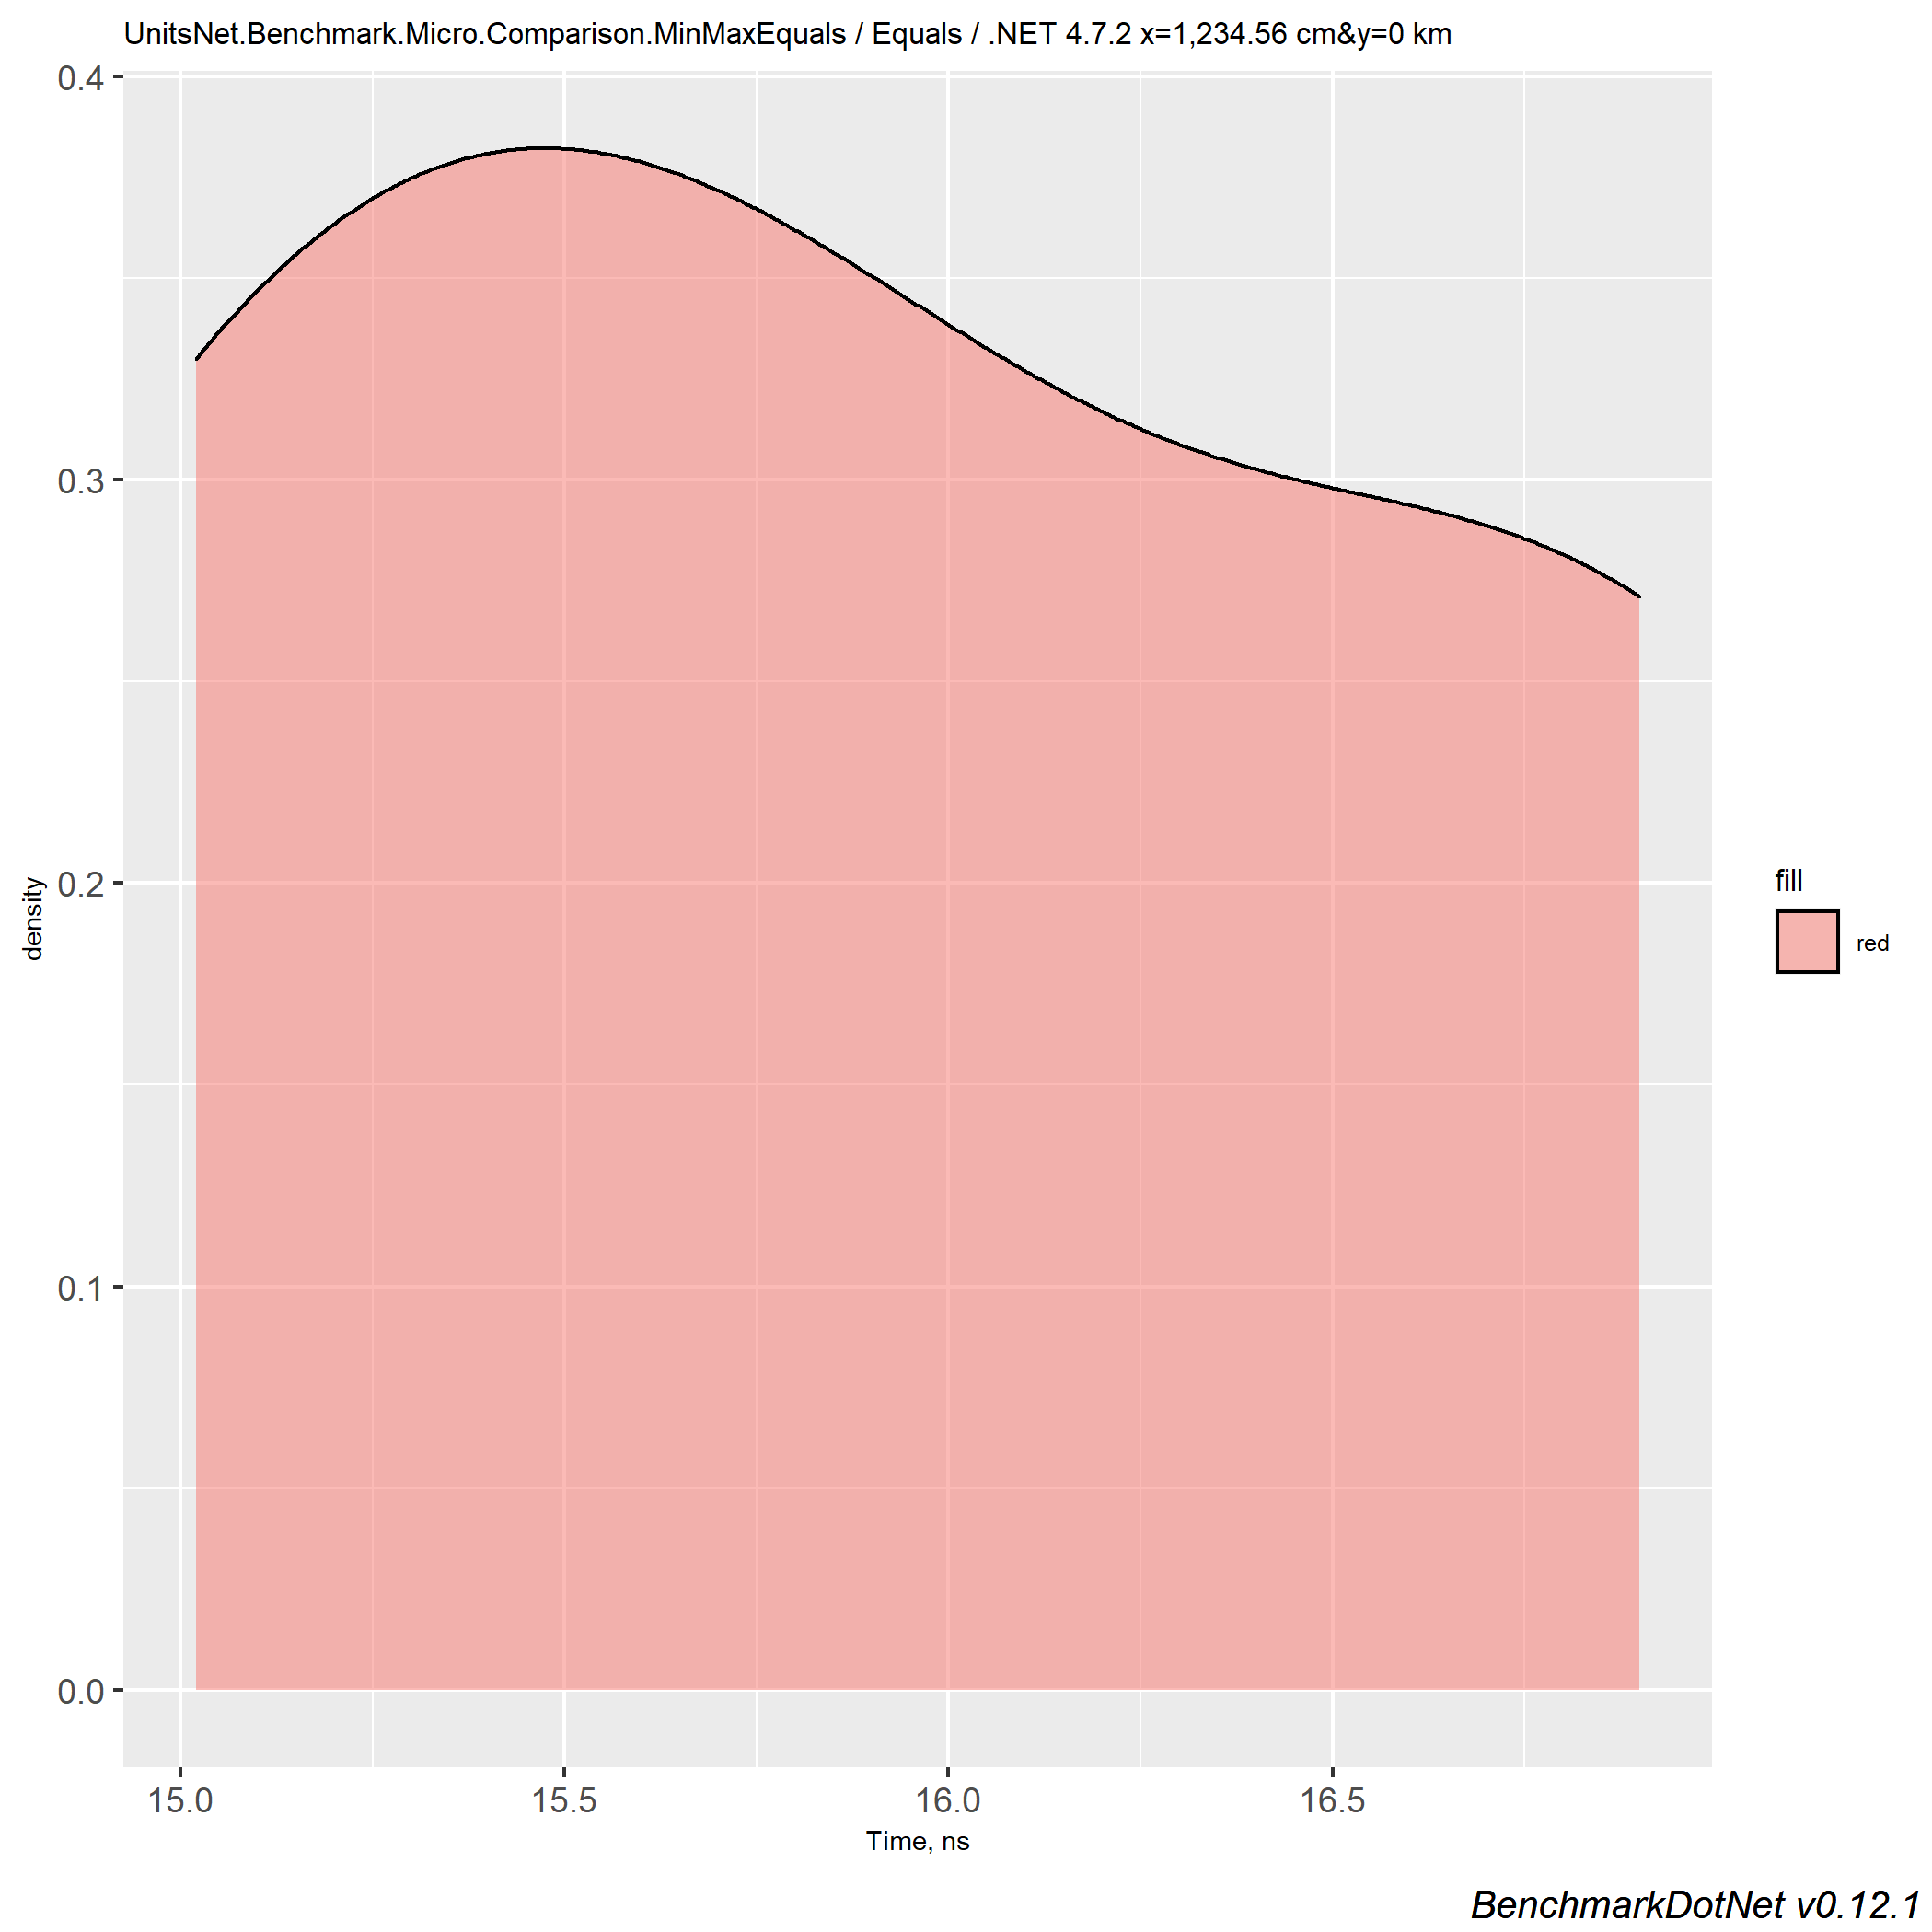 UnitsNet.Benchmark.Micro.Comparison.MinMaxEquals / Equals / .NET 4.7.2 x=1,234.56 cm&y=0 km
0.4
0.3
0.2
0.1
0.0
density
15.0 15.5 16.0 16.5
Time, ns
fill
red
BenchmarkDotNet v0.12.1